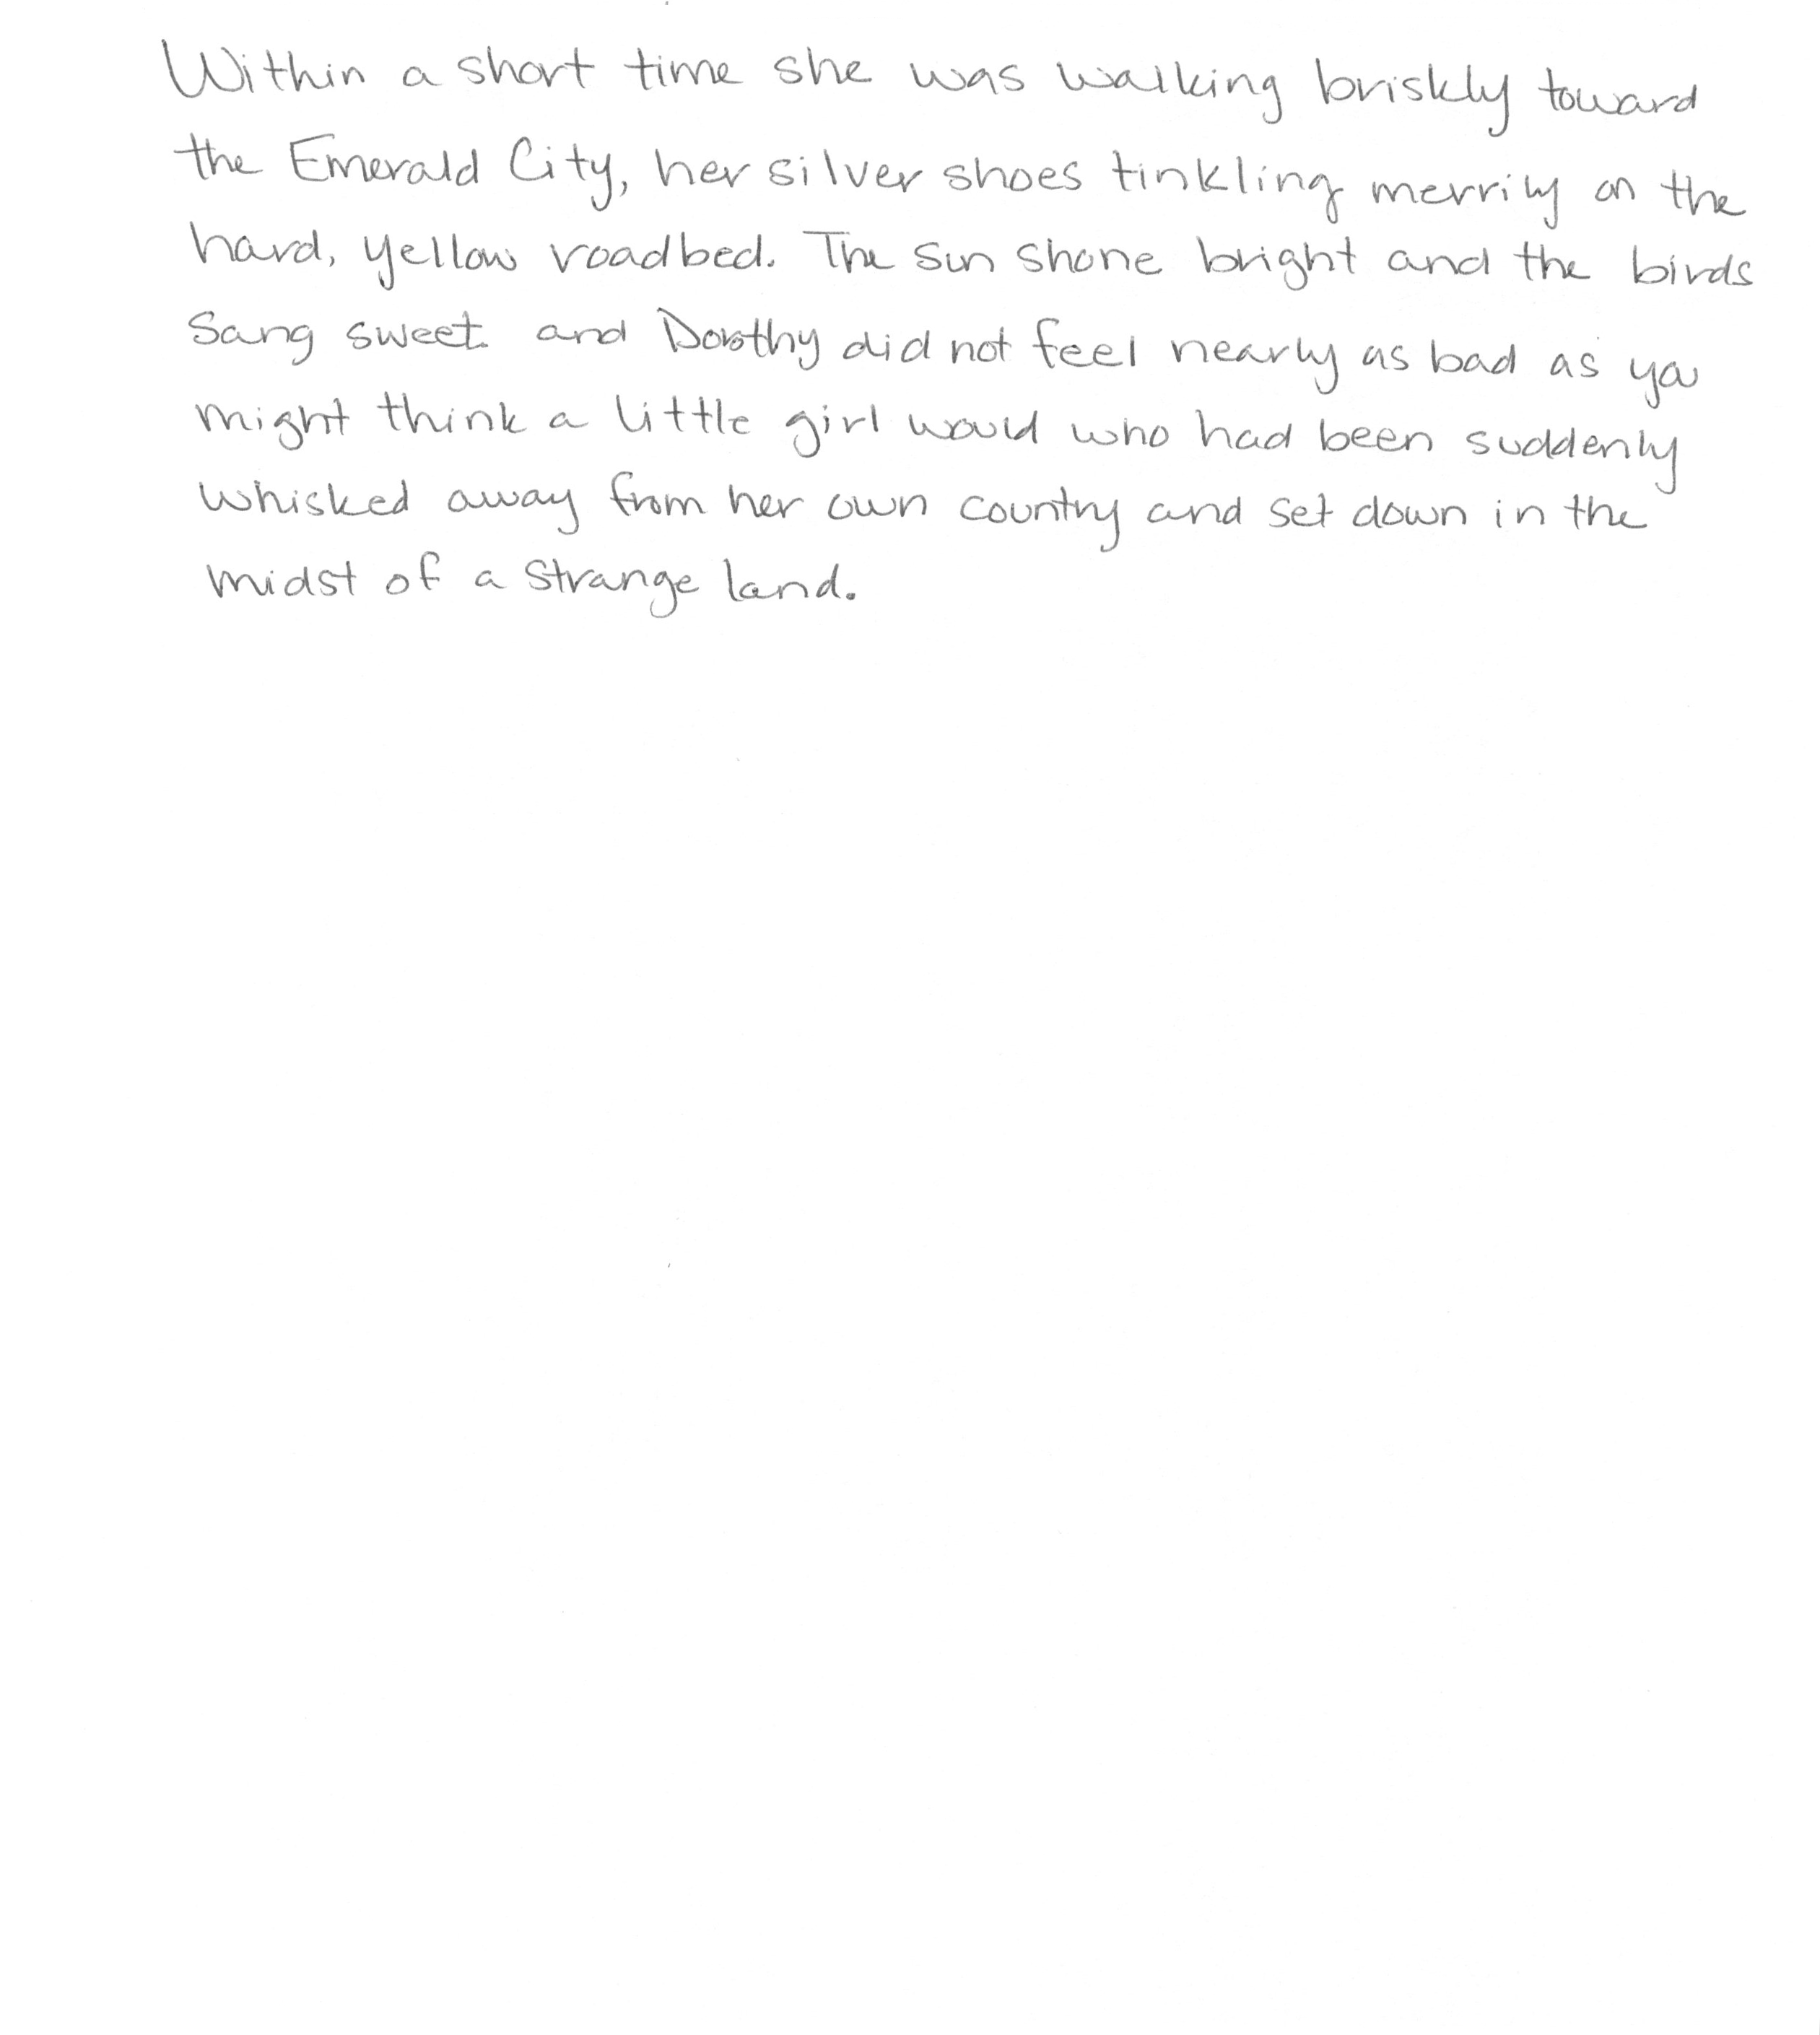 Within a short time she was walking briskly toward
the Emerald City, her silver shoes tinkling merrily on the
hard, yellow roadbed. The sun shone bright and the birds
sang sweet and Dorothy did not feel nearly as bad as you
might think a little girl would who had been suddenly
whisked away from her own country and set down in the
midst of a strange land.